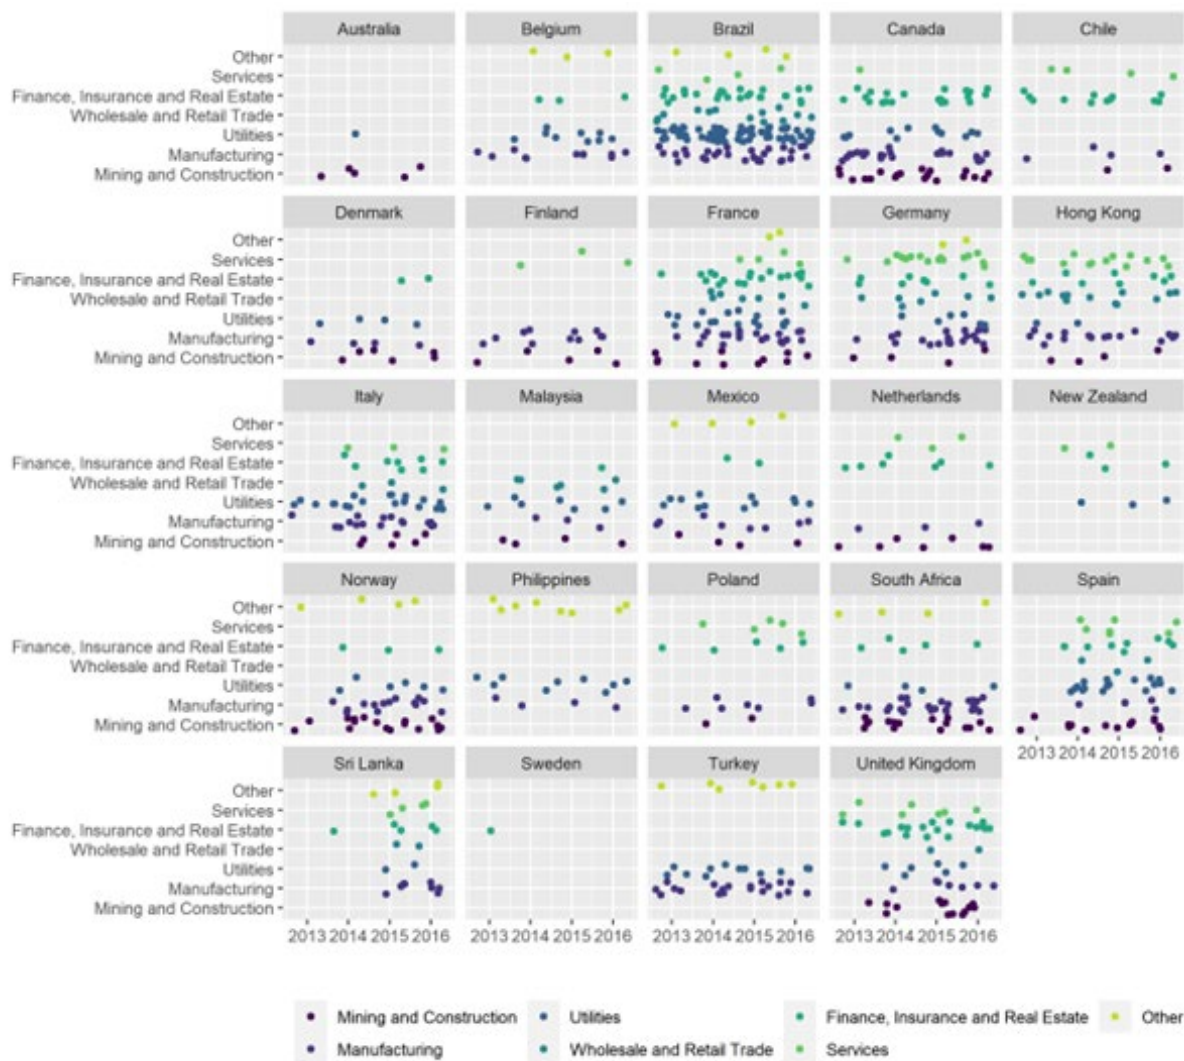 Australia Belgium Brazil Canada Chile
Other
Services
Finance, Insurance and Real Estate
Wholesale and Retail Trade
Utilities
Manufacturing
Mining and Construction
Denmark Finland France Germany Hong Kong
Other
Services
Finance, Insurance and Real Estate
Wholesale and Retail Trade
Utilities
Manufacturing
Mining and Construction
Italy Malaysia Mexico Netherlands New Zealand
Other
Services
Finance, Insurance and Real Estate
Wholesale and Retail Trade
Utilities
Manufacturing
Mining and Construction
Norway Philippines Poland South Africa Spain
Other
Services
Finance, Insurance and Real Estate
Wholesale and Retail Trade
Utilities
Manufacturing
Mining and Construction
2013 2014 2015 2016
Sri Lanka Sweden Turkey United Kingdom
Other
Services
Finance, Insurance and Real Estate
Wholesale and Retail Trade
Utilities
Manufacturing
Mining and Construction
2013 2014 2015 2016 2013 2014 2015 2016 2013 2014 2015 2016 2013 2014 2015 2016
Mining and Construction Utilities Finance, Insurance and Real Estate Other
Manufacturing Wholesale and Retail Trade Services